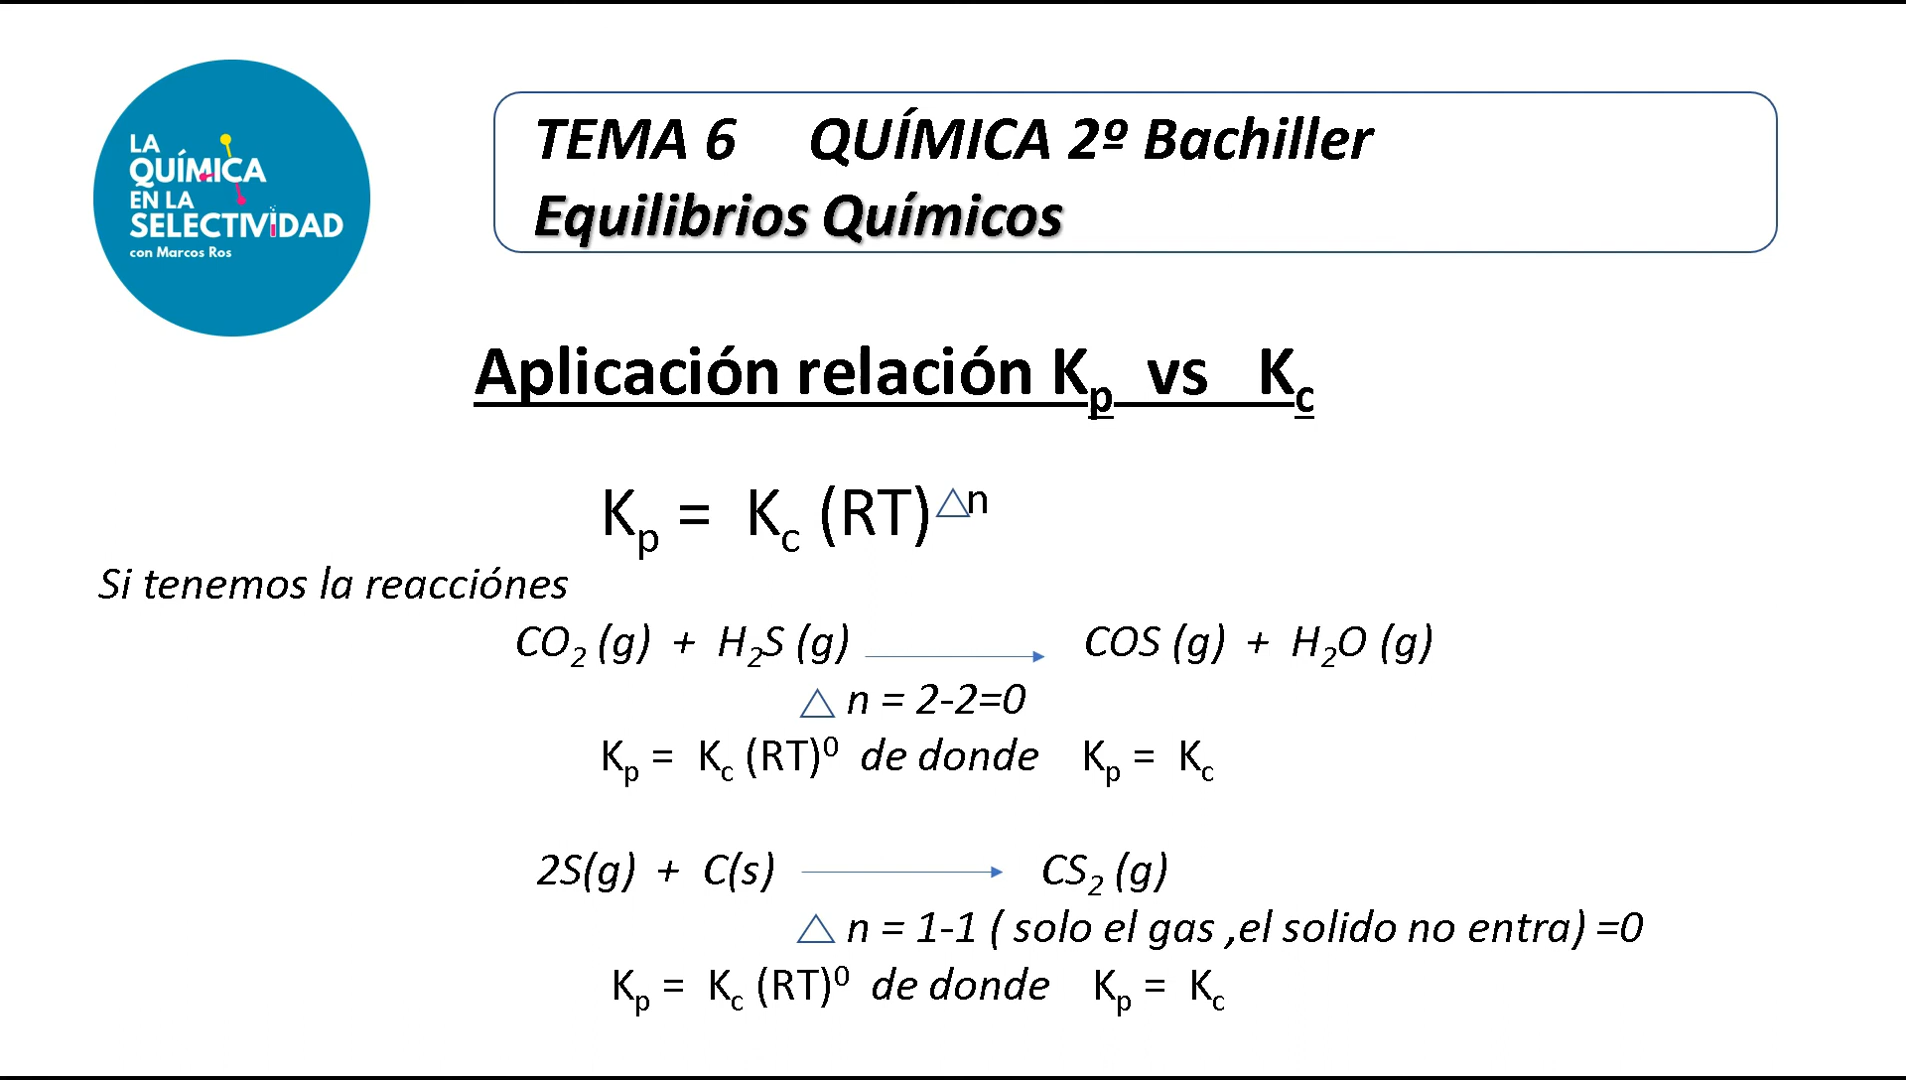 LA
QUÍMICA
EN LA
SELECTIVIDAD
con Marcos Ros
TEMA 6 QUÍMICA 2º Bachiller
Equilibrios Químicos
Aplicación relación Kp vs Kc
Kp = Kc (RT)△n
Si tenemos la reacciónes
CO2 (g) + H2S (g) → COS (g) + H2O (g)
△ n = 2-2=0
Kp = Kc (RT)0 de donde Kp = Kc
2S(g) + C(s) → CS2 (g)
△ n = 1-1 ( solo el gas ,el solido no entra) =0
Kp = Kc (RT)0 de donde Kp = Kc